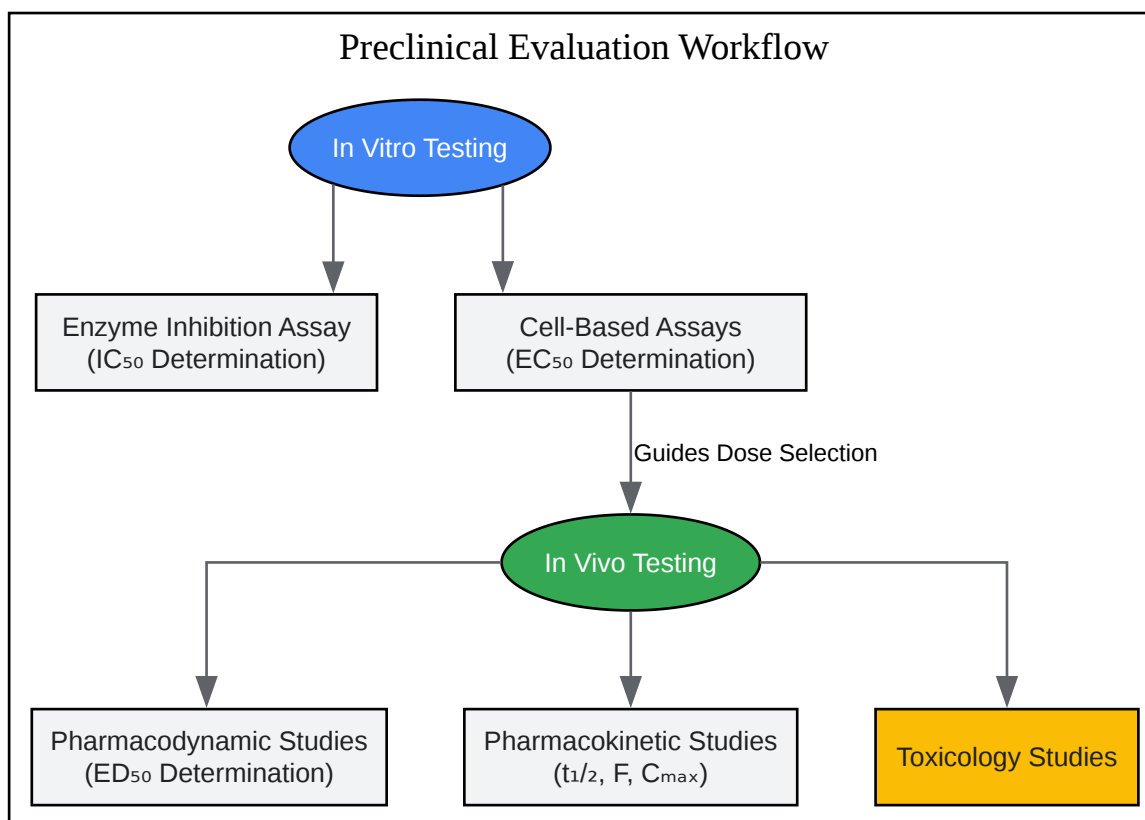 Preclinical Evaluation Workflow
In Vitro Testing
Enzyme Inhibition Assay
(IC₅₀ Determination)
Cell-Based Assays
(EC₅₀ Determination)
Guides Dose Selection
In Vivo Testing
Pharmacodynamic Studies
(ED₅₀ Determination)
Pharmacokinetic Studies
(t₁/₂, F, Cₘₐₓ)
Toxicology Studies